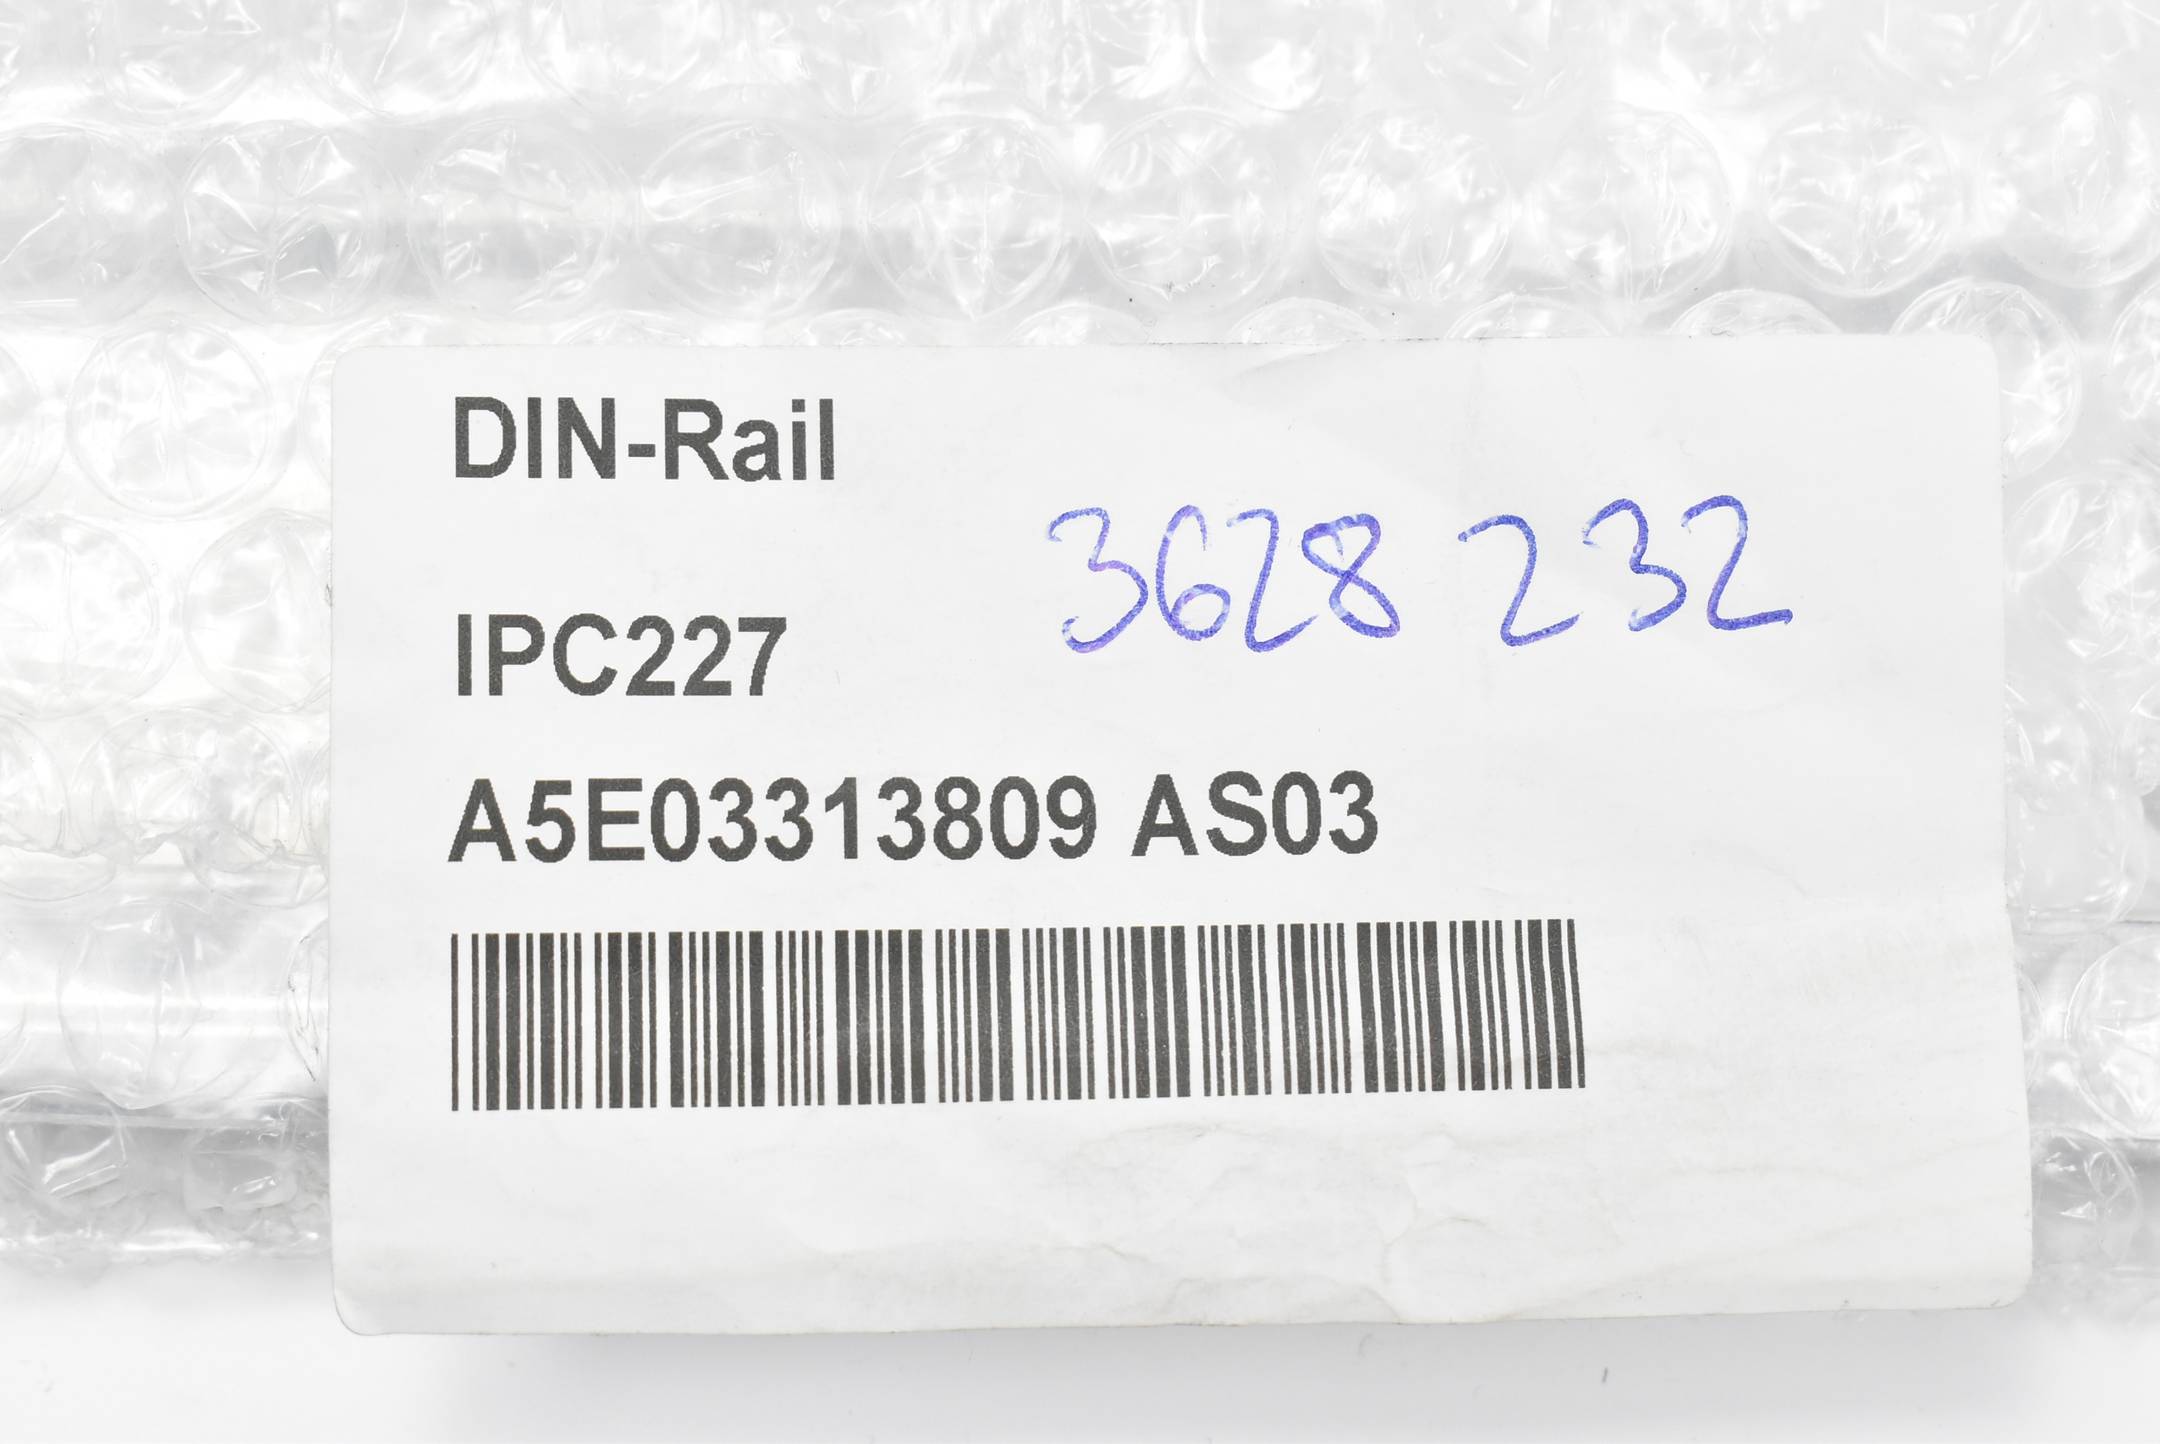 DIN-Rail
3628 232
IPC227
A5E03313809 AS03